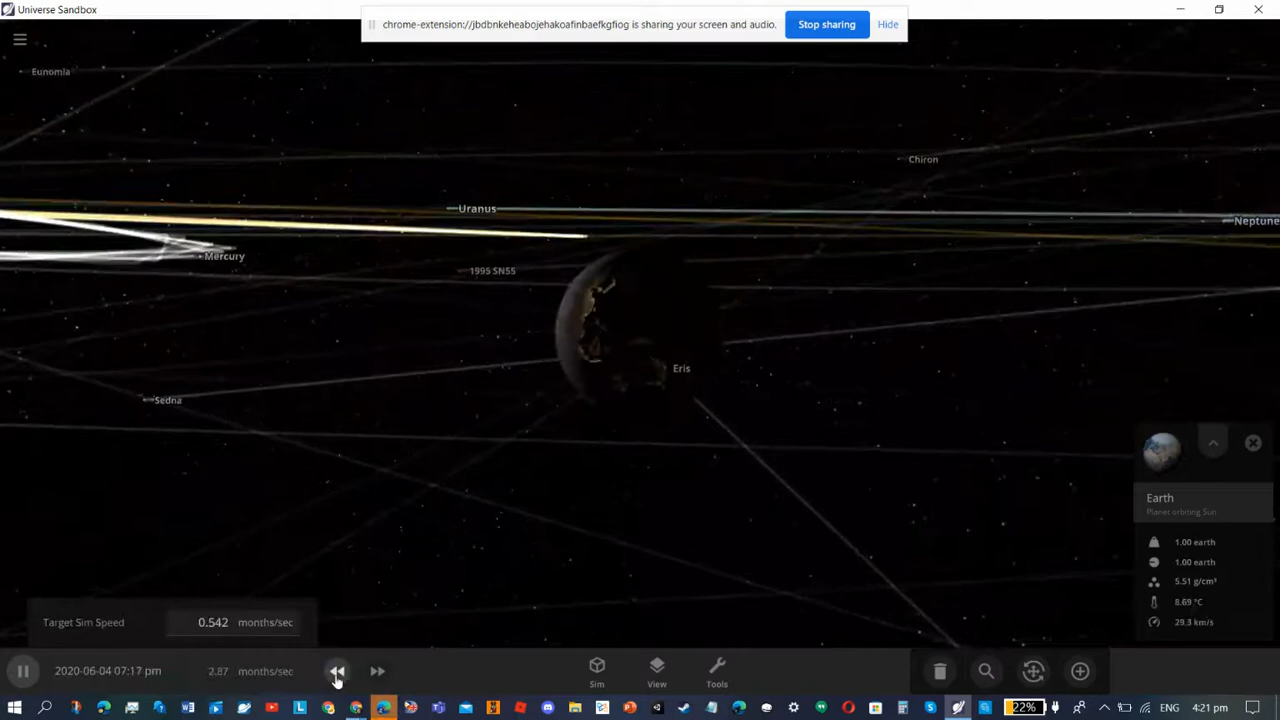 Universe Sandbox
chrome-extension://jbdbnkeheabojehakoafinbaefkgfiog is sharing your screen and audio.
Stop sharing
Hide
Eunomia
Chiron
Uranus
Neptune
Mercury
1995 SN55
Eris
Sedna
Earth
Planet orbiting Sun
1.00 earth
1.00 earth
5.51 g/cm³
8.69 °C
29.3 km/s
Target Sim Speed 0.542 months/sec
2020-06-04 07:17 pm 2.87 months/sec
Sim
View
Tools
22%
ENG
4:21 pm